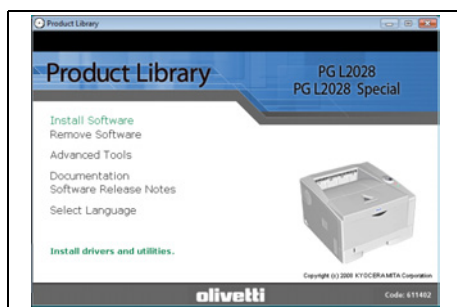 Product Library
Product Library
PG L2028
PG L2028 Special
Install Software
Remove Software
Advanced Tools
Documentation
Software Release Notes
Select Language
Install drivers and utilities.
Copyright (c) 2008 KYOCERA MITA Corporation
olivetti
Code: 611402